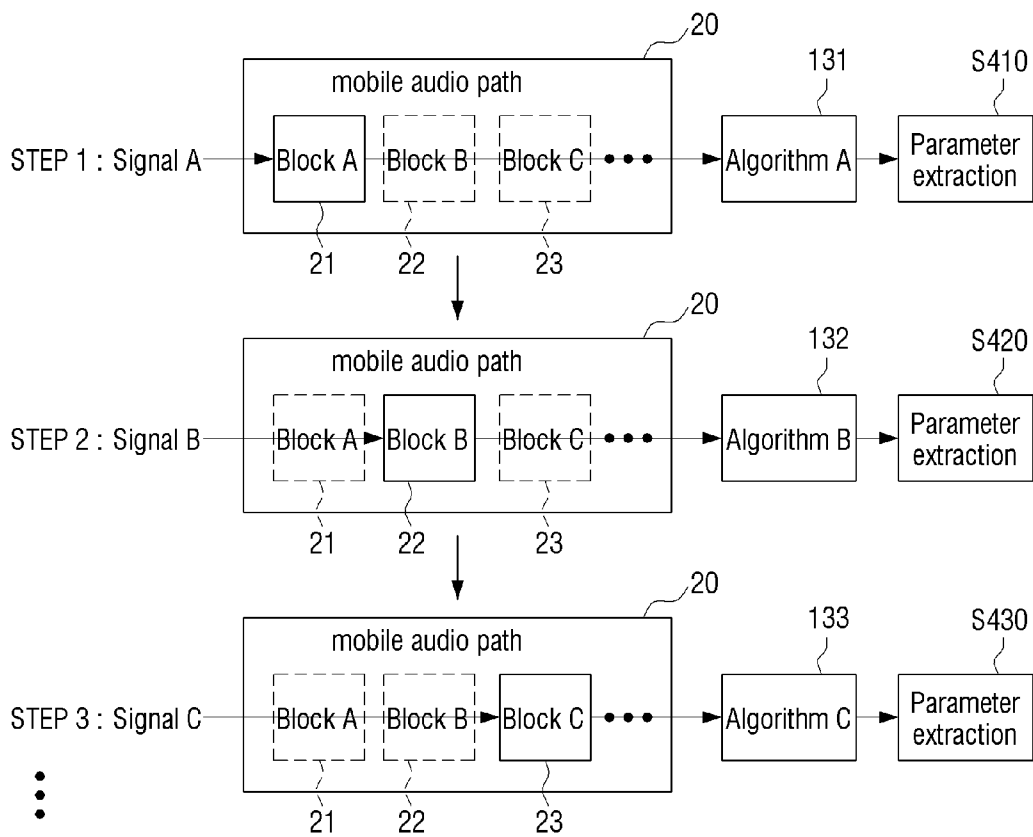 20
mobile audio path
131
S410
STEP 1 : Signal A
Block A
Block B
Block C
Algorithm A
Parameter
extraction
21
22
23
20
mobile audio path
132
S420
STEP 2 : Signal B
Block A
Block B
Block C
Algorithm B
Parameter
extraction
21
22
23
20
mobile audio path
133
S430
STEP 3 : Signal C
Block A
Block B
Block C
Algorithm C
Parameter
extraction
21
22
23